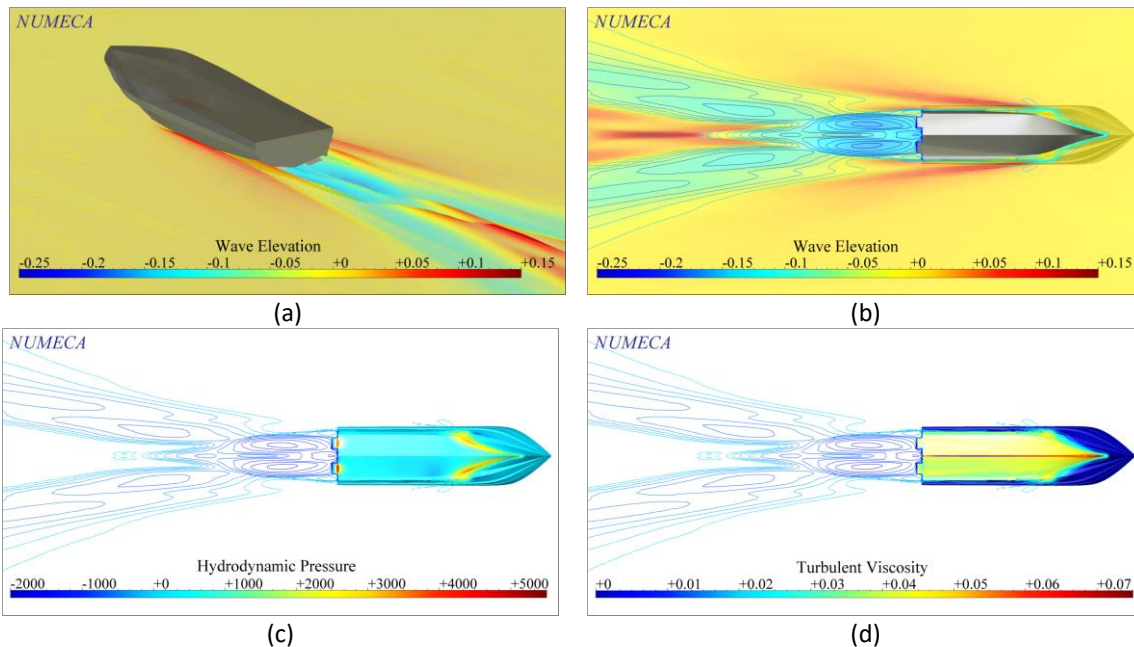 NUMECA
Wave Elevation
-0.25 -0.2 -0.15 -0.1 -0.05 +0 +0.05 +0.1 +0.15
(a)
NUMECA
Wave Elevation
-0.25 -0.2 -0.15 -0.1 -0.05 +0 +0.05 +0.1 +0.15
(b)
NUMECA
Hydrodynamic Pressure
-2000 -1000 +0 +1000 +2000 +3000 +4000 +5000
(c)
NUMECA
Turbulent Viscosity
+0 +0.01 +0.02 +0.03 +0.04 +0.05 +0.06 +0.07
(d)